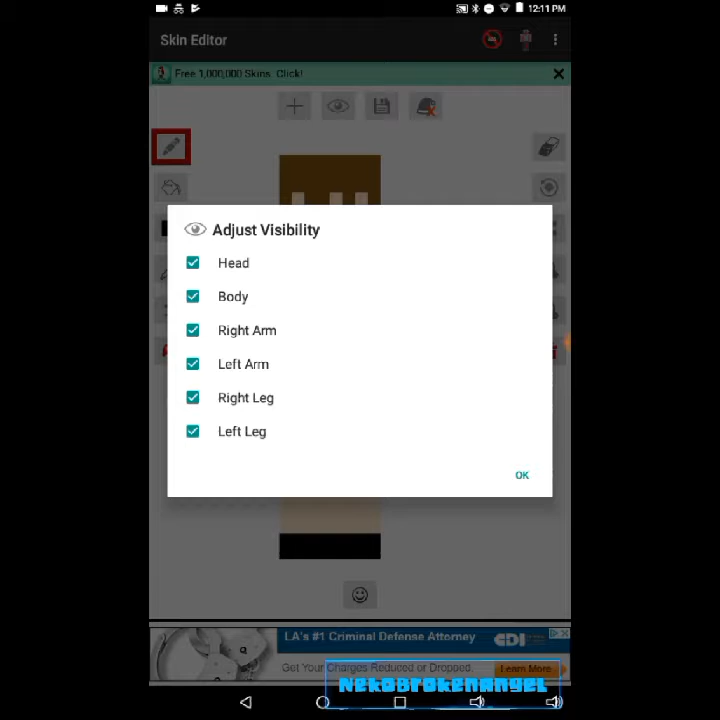 12:11 PM
Skin Editor
Free 1,000,000 Skins. Click!
Adjust Visibility
Head
Body
Right Arm
Left Arm
Right Leg
Left Leg
OK
LA's #1 Criminal Defense Attorney
CDI
Get Your Charges Reduced or Dropped.
Learn More
NekoBrokenAngel